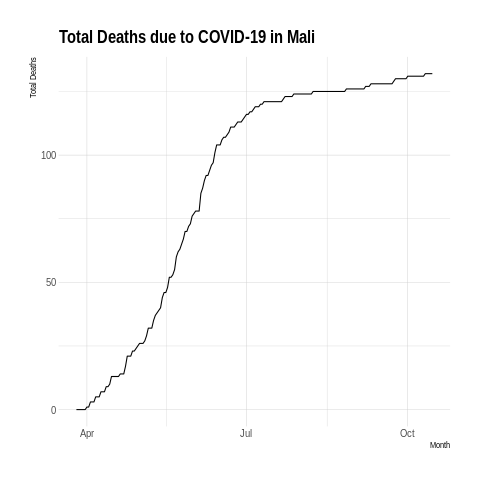 Total Deaths due to COVID-19 in Mali
Total Deaths
100
50
0
Apr Jul Oct
Month